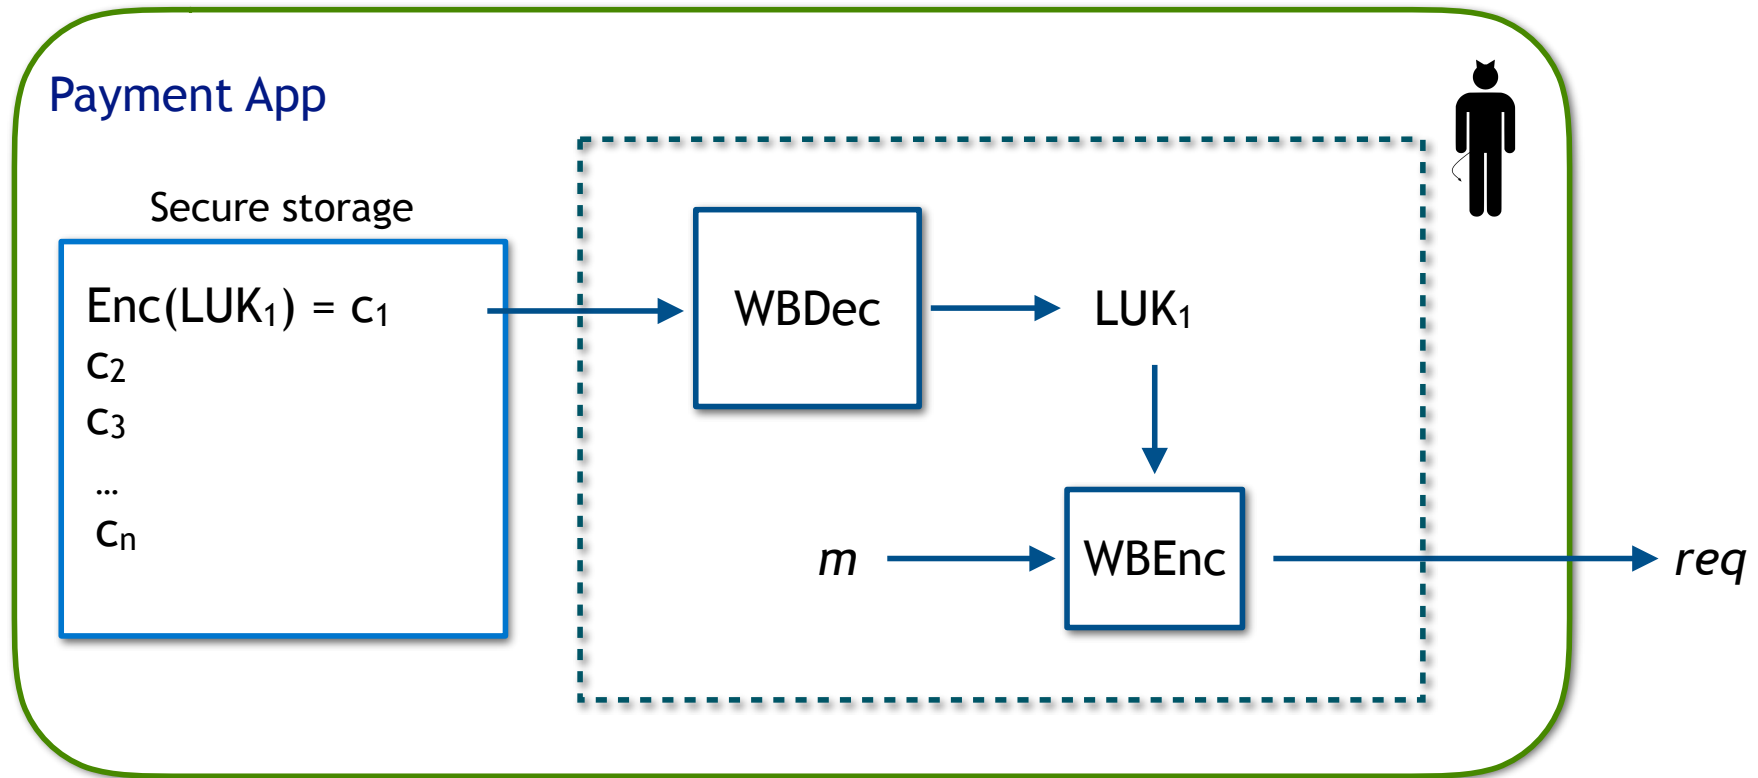 Payment App
Secure storage
Enc(LUK₁) = c₁
c₂
c₃
...
cₙ
WBDec
LUK₁
m
WBEnc
req